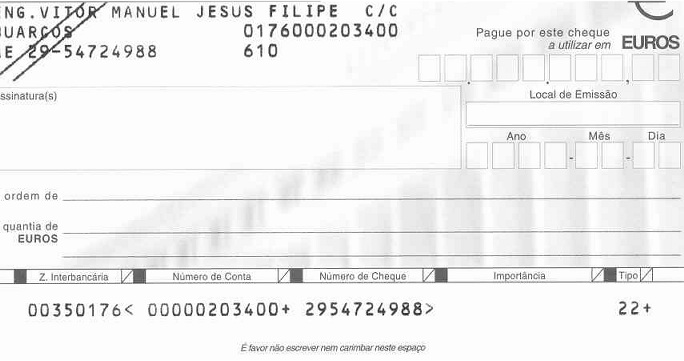 ENG.VITOR MANUEL JESUS FILIPE C/C
BUARCOS 0176000203400
29-54724988 610
Pague por este cheque
a utilizar em EUROS
ssinatura(s)
Local de Emissão
Ano Mês Dia
ordem de
quantia de
EUROS
Z. Interbancária Número de Conta Número de Cheque Importância Tipo
00350176< 00000203400+ 2954724988> 22+
É favor não escrever nem carimbar neste espaço